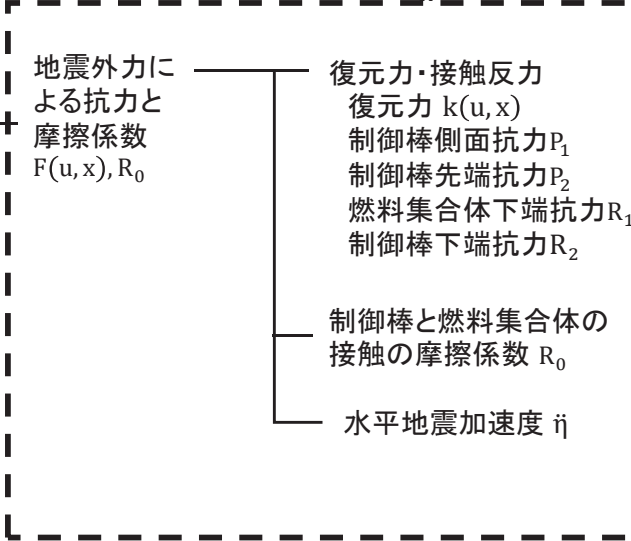 地震外力に
よる抗力と
摩擦係数
F(u,x),R₀
復元力・接触反力
復元力 k(u,x)
制御棒側面抗力P₁
制御棒先端抗力P₂
燃料集合体下端抗力R₁
制御棒下端抗力R₂
制御棒と燃料集合体の
接触の摩擦係数 R₀
水平地震加速度 η̈